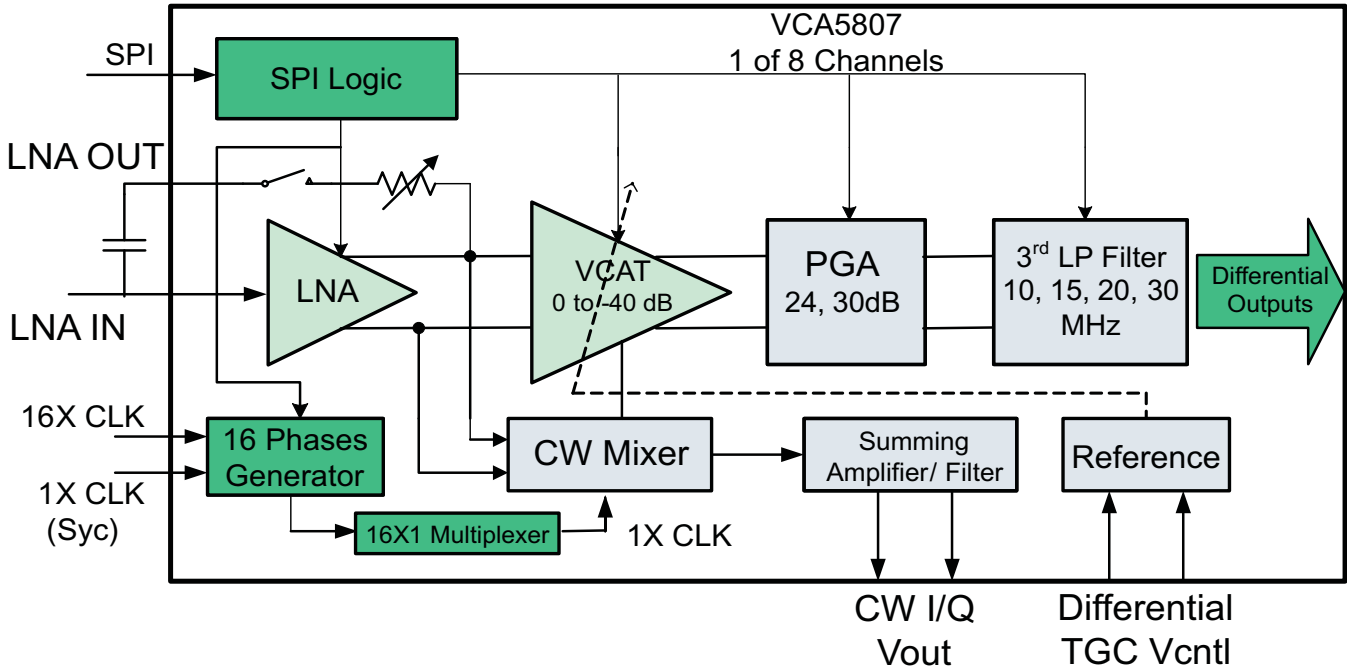 VCA5807
1 of 8 Channels
SPI
SPI Logic
LNA OUT
LNA IN
LNA
VCAT
0 to -40 dB
PGA
24, 30dB
3rd LP Filter
10, 15, 20, 30
MHz
Differential
Outputs
16X CLK
1X CLK
(Syc)
16 Phases
Generator
16X1 Multiplexer
1X CLK
CW Mixer
Summing
Amplifier/ Filter
Reference
CW I/Q
Vout
Differential
TGC Vcntl